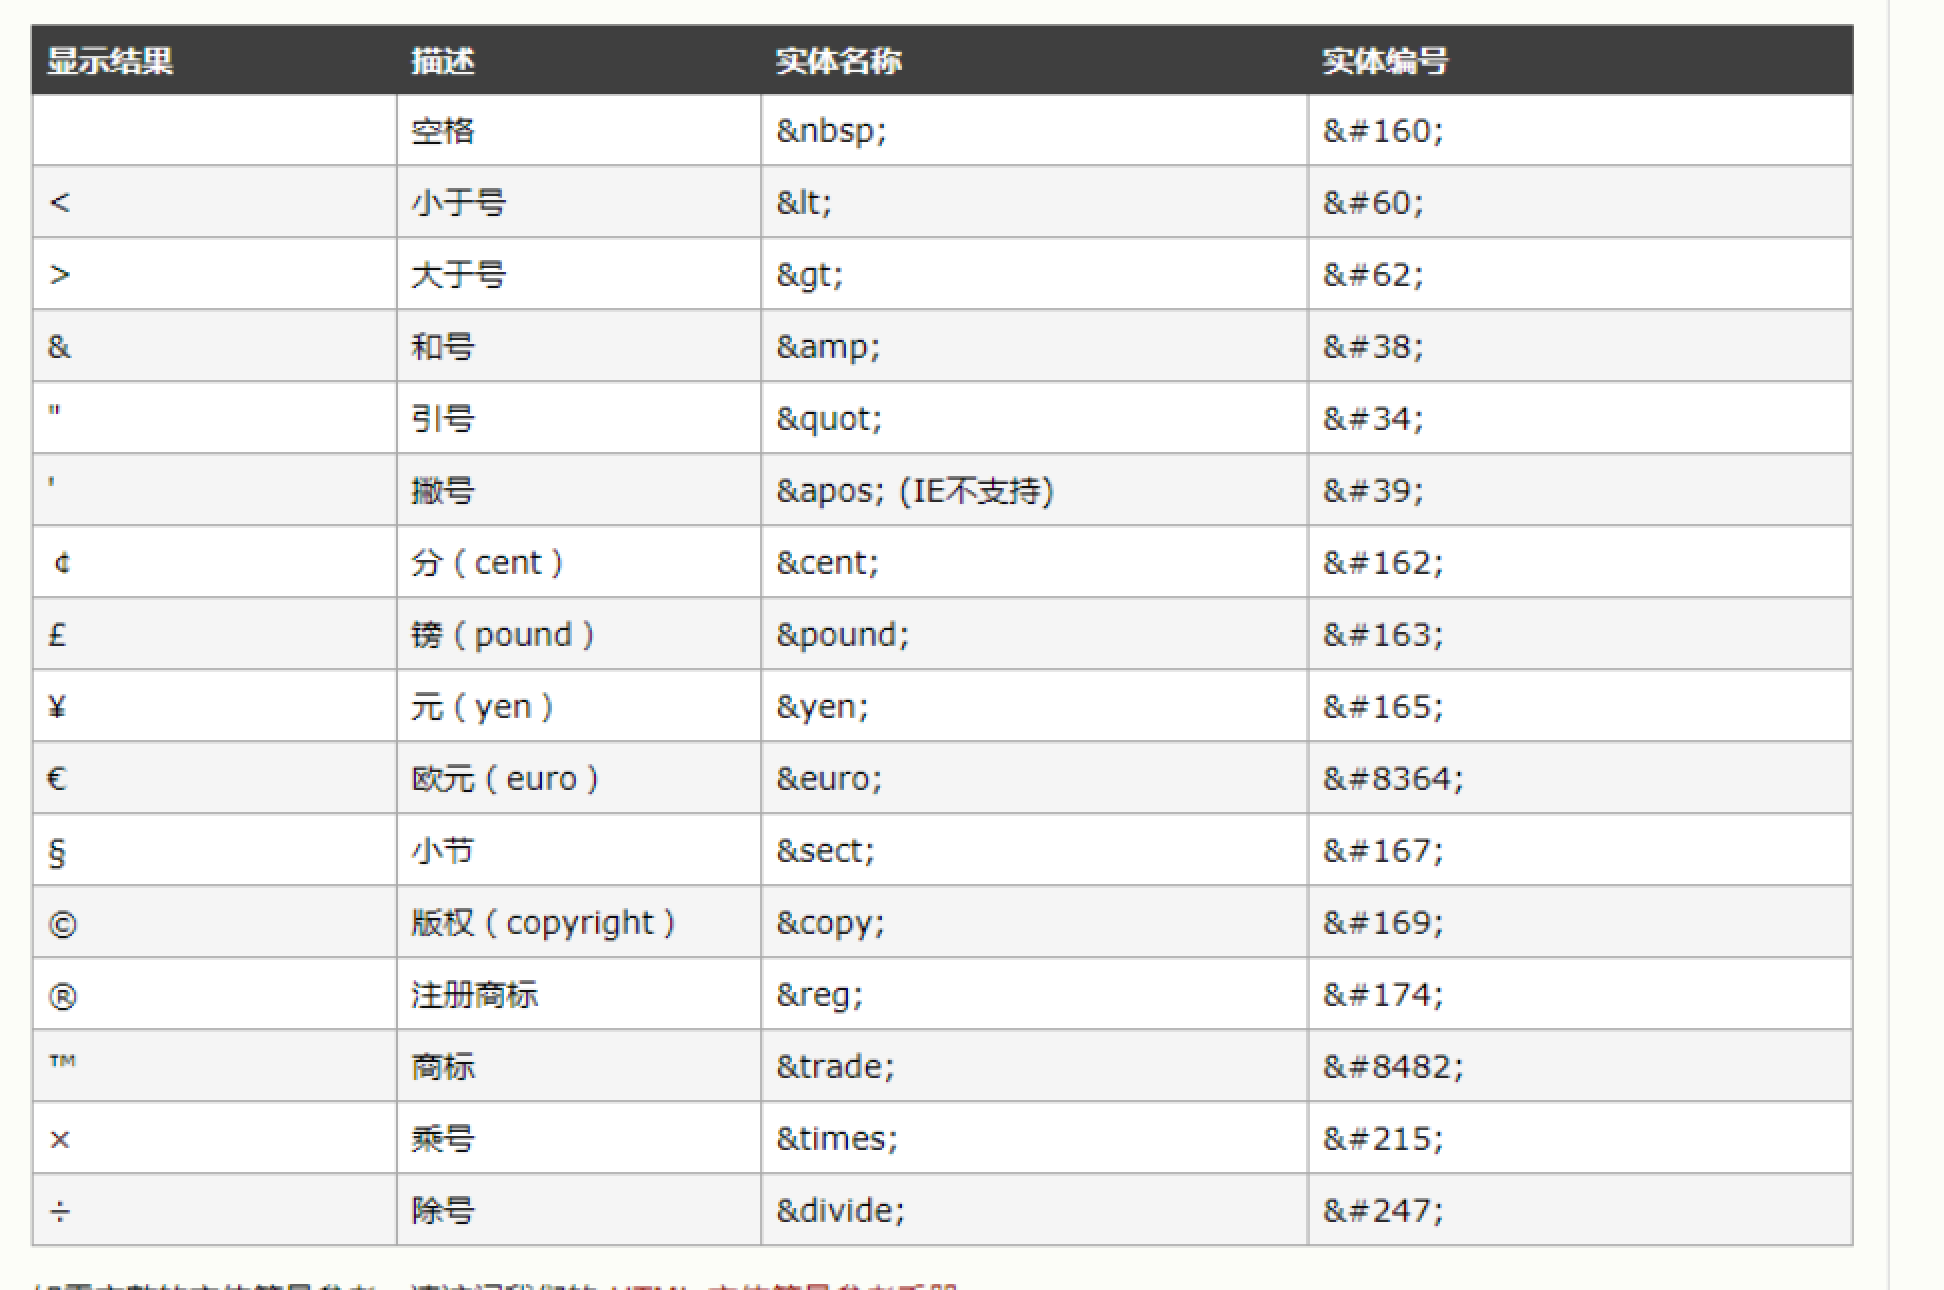 显示结果 描述 实体名称 实体编号
空格 &nbsp; &#160;
< 小于号 &lt; &#60;
> 大于号 &gt; &#62;
& 和号 &amp; &#38;
" 引号 &quot; &#34;
' 撇号 &apos; (IE不支持) &#39;
¢ 分（cent） &cent; &#162;
£ 镑（pound） &pound; &#163;
¥ 元（yen） &yen; &#165;
€ 欧元（euro） &euro; &#8364;
§ 小节 &sect; &#167;
© 版权（copyright） &copy; &#169;
® 注册商标 &reg; &#174;
™ 商标 &trade; &#8482;
× 乘号 &times; &#215;
÷ 除号 &divide; &#247;